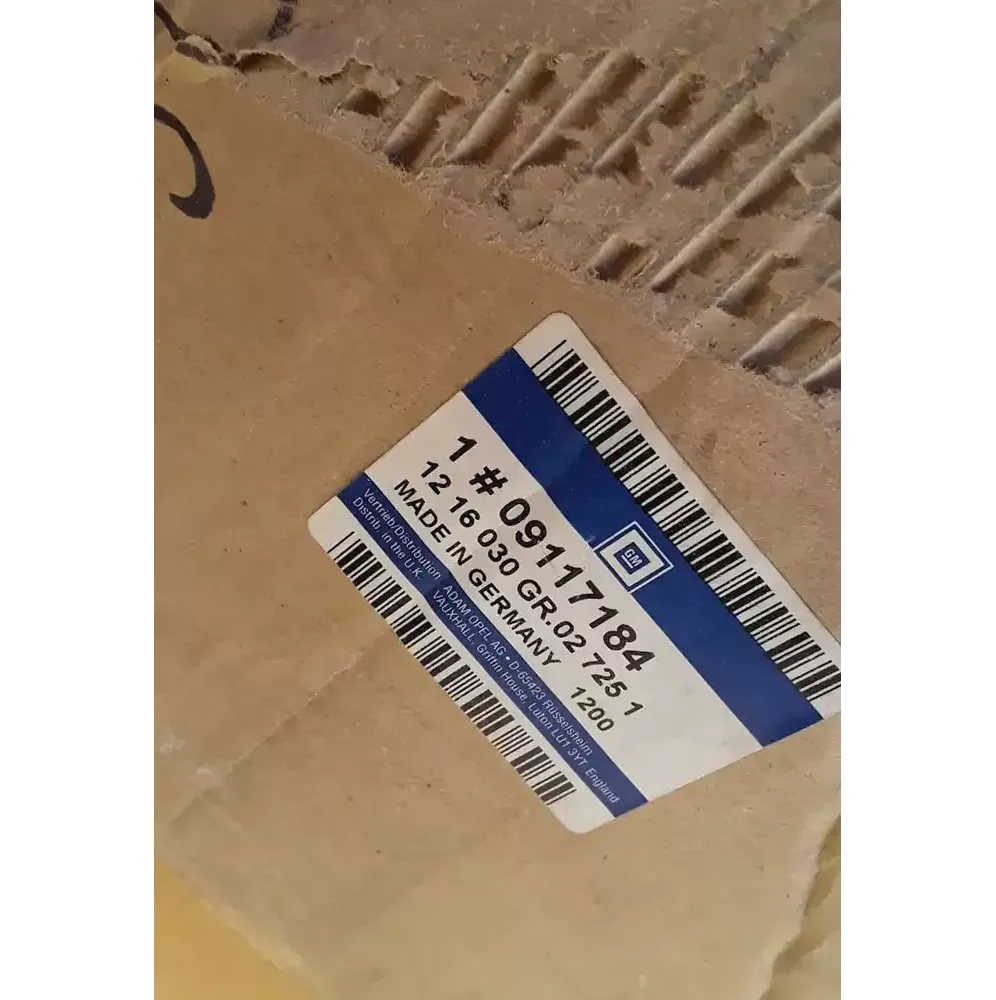 GM
1 # 09117184
12 16 030 GR.02 725 1
MADE IN GERMANY 1200
Vertrieb/Distribution ADAM OPEL AG • D-65423 Rüsselsheim
Distrib. in the U.K. VAUXHALL, Griffin House, Luton LU1 3YT England